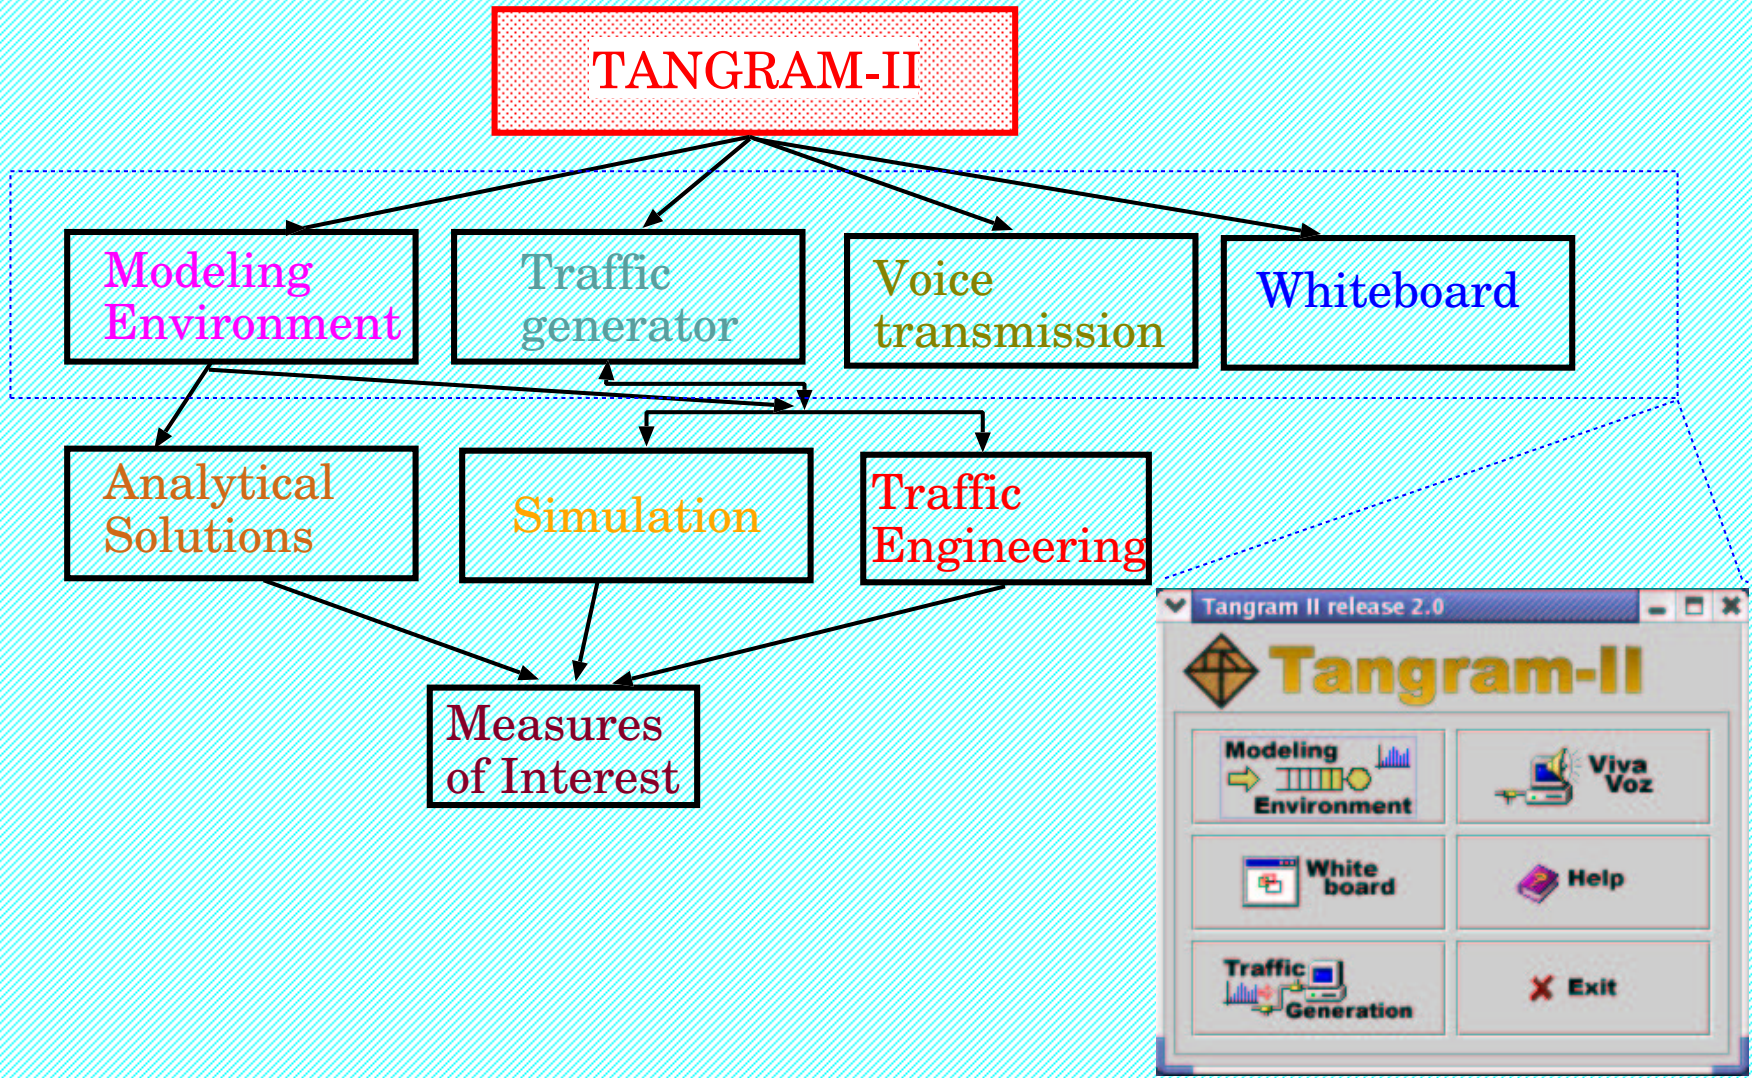 TANGRAM-II
Modeling
Environment
Traffic
generator
Voice
transmission
Whiteboard
Analytical
Solutions
Simulation
Traffic
Engineering
Measures
of Interest
Tangram II release 2.0
Tangram-II
Modeling
Environment
Viva
Voz
White
board
Help
Traffic
Generation
Exit